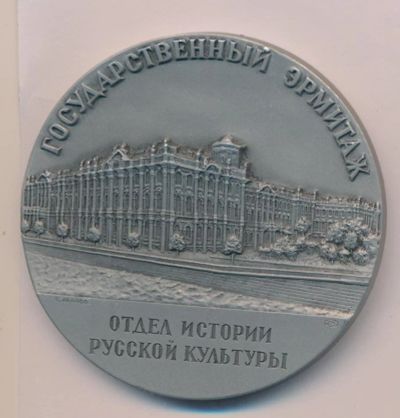 ГОСУДАРСТВЕННЫЙ ЭРМИТАЖ
ОТДЕЛ ИСТОРИИ
РУССКОЙ КУЛЬТУРЫ